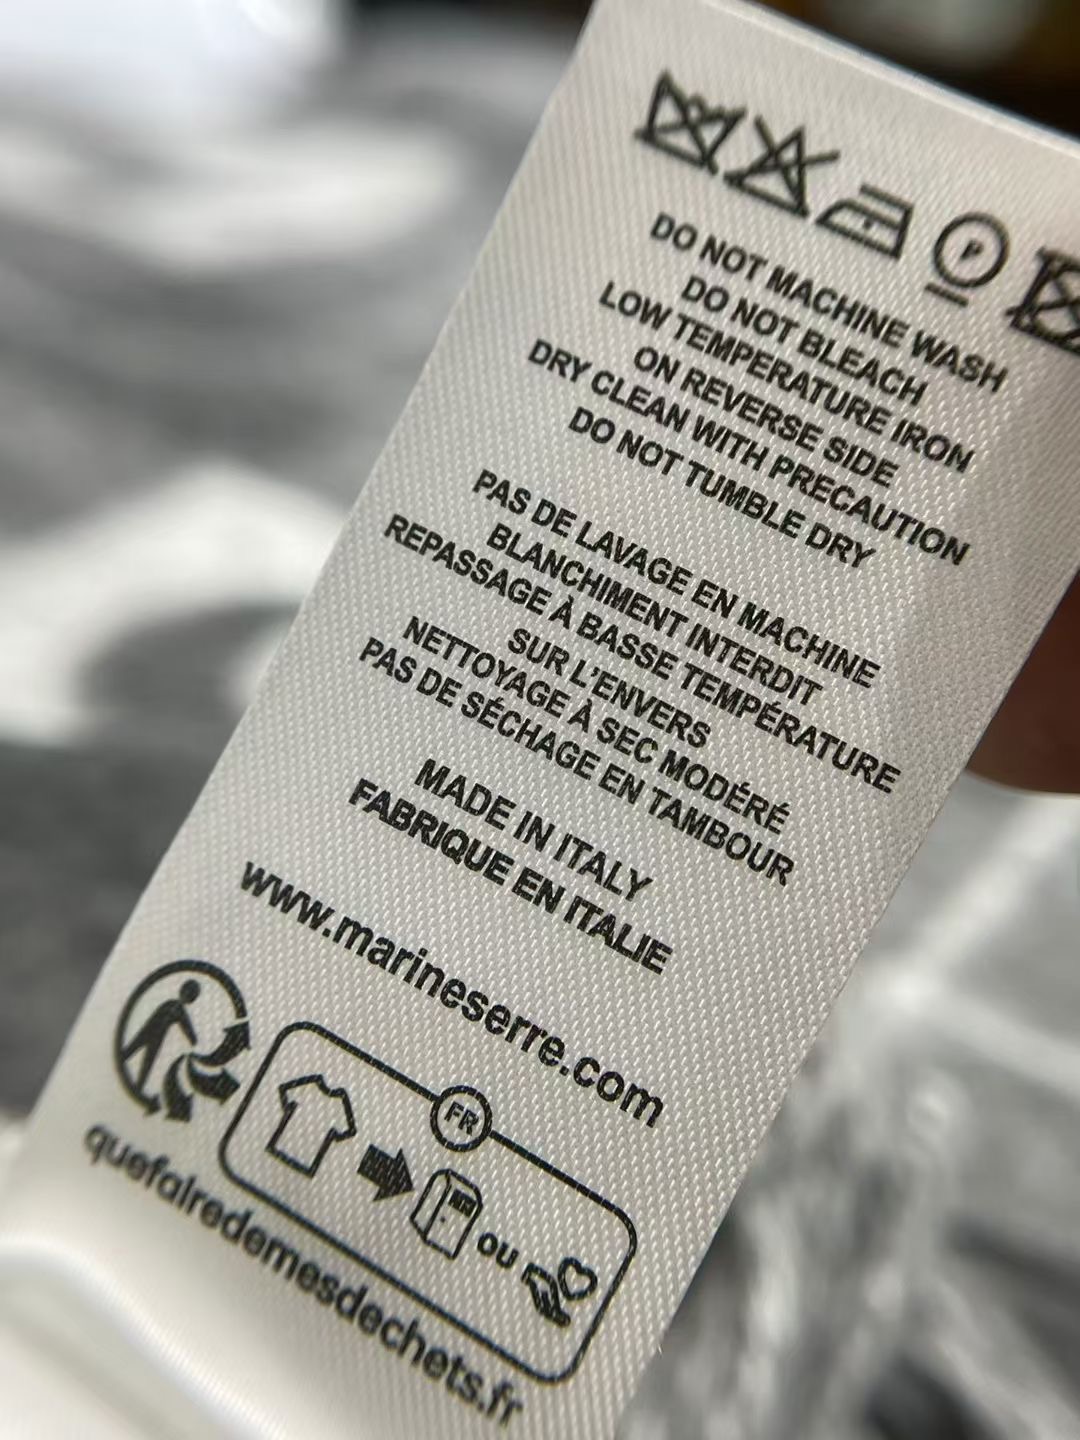 P
DO NOT MACHINE WASH
DO NOT BLEACH
LOW TEMPERATURE IRON
ON REVERSE SIDE
DRY CLEAN WITH PRECAUTION
DO NOT TUMBLE DRY
PAS DE LAVAGE EN MACHINE
BLANCHIMENT INTERDIT
REPASSAGE À BASSE TEMPÉRATURE
SUR L'ENVERS
NETTOYAGE À SEC MODÉRÉ
PAS DE SÉCHAGE EN TAMBOUR
MADE IN ITALY
FABRIQUE EN ITALIE
www.marineserre.com
FR
ou
quefairedemesdechets.fr